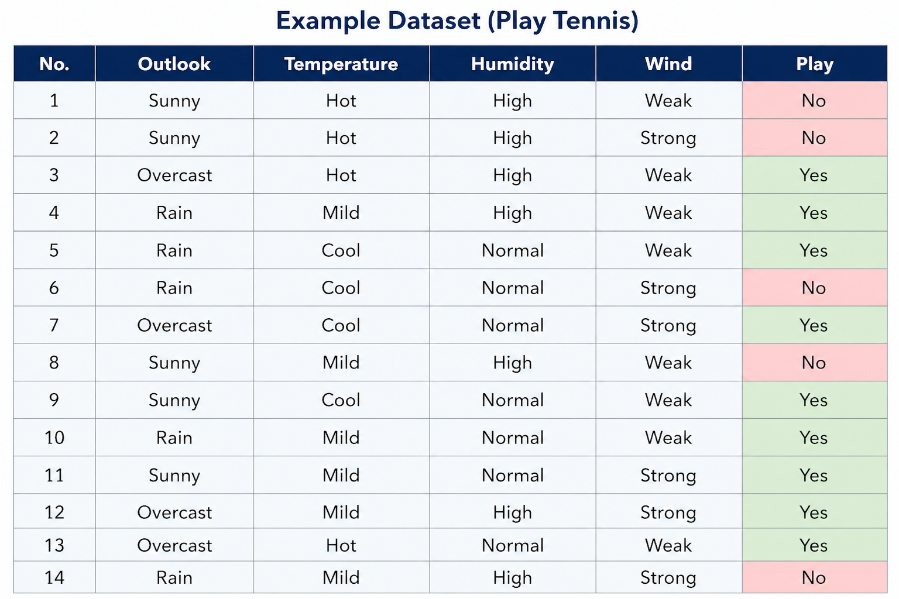 Example Dataset (Play Tennis)
No. Outlook Temperature Humidity Wind Play
1 Sunny Hot High Weak No
2 Sunny Hot High Strong No
3 Overcast Hot High Weak Yes
4 Rain Mild High Weak Yes
5 Rain Cool Normal Weak Yes
6 Rain Cool Normal Strong No
7 Overcast Cool Normal Strong Yes
8 Sunny Mild High Weak No
9 Sunny Cool Normal Weak Yes
10 Rain Mild Normal Weak Yes
11 Sunny Mild Normal Strong Yes
12 Overcast Mild High Strong Yes
13 Overcast Hot Normal Weak Yes
14 Rain Mild High Strong No